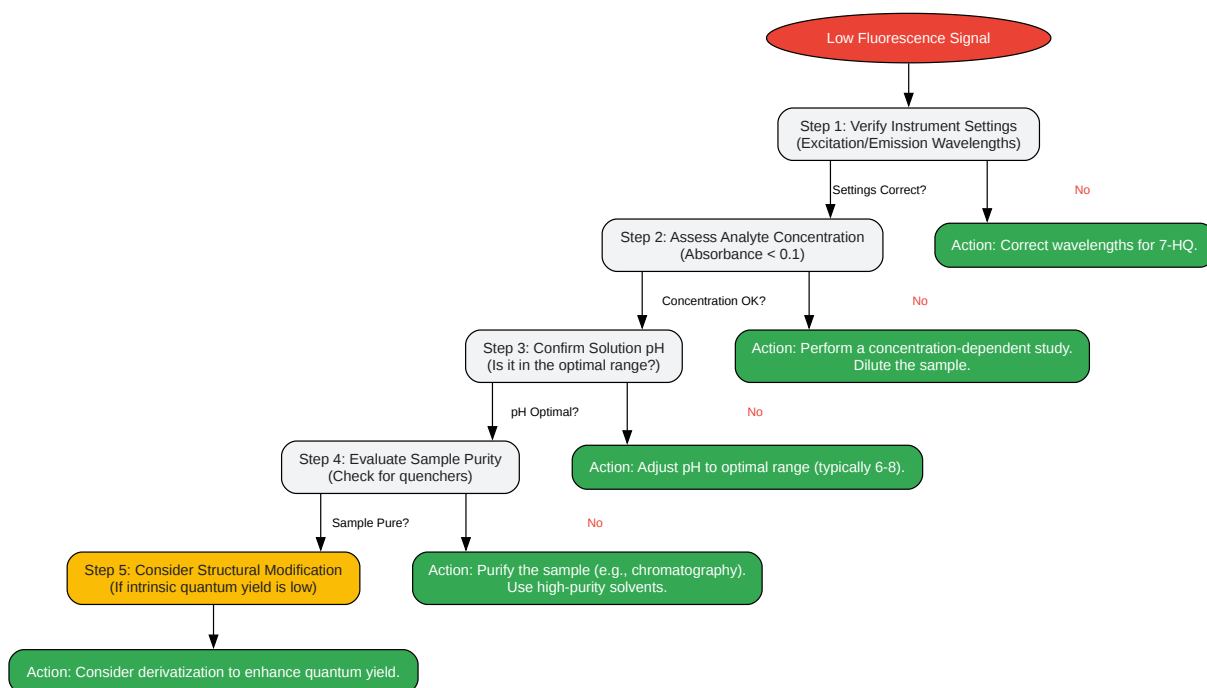 Low Fluorescence Signal
Step 1: Verify Instrument Settings
(Excitation/Emission Wavelengths)
Settings Correct?
No
Step 2: Assess Analyte Concentration
(Absorbance < 0.1)
Action: Correct wavelengths for 7-HQ.
Concentration OK?
No
Step 3: Confirm Solution pH
(Is it in the optimal range?)
Action: Perform a concentration-dependent study.
Dilute the sample.
pH Optimal?
No
Step 4: Evaluate Sample Purity
(Check for quenchers)
Action: Adjust pH to optimal range (typically 6-8).
Sample Pure?
No
Step 5: Consider Structural Modification
(If intrinsic quantum yield is low)
Action: Purify the sample (e.g., chromatography).
Use high-purity solvents.
Action: Consider derivatization to enhance quantum yield.